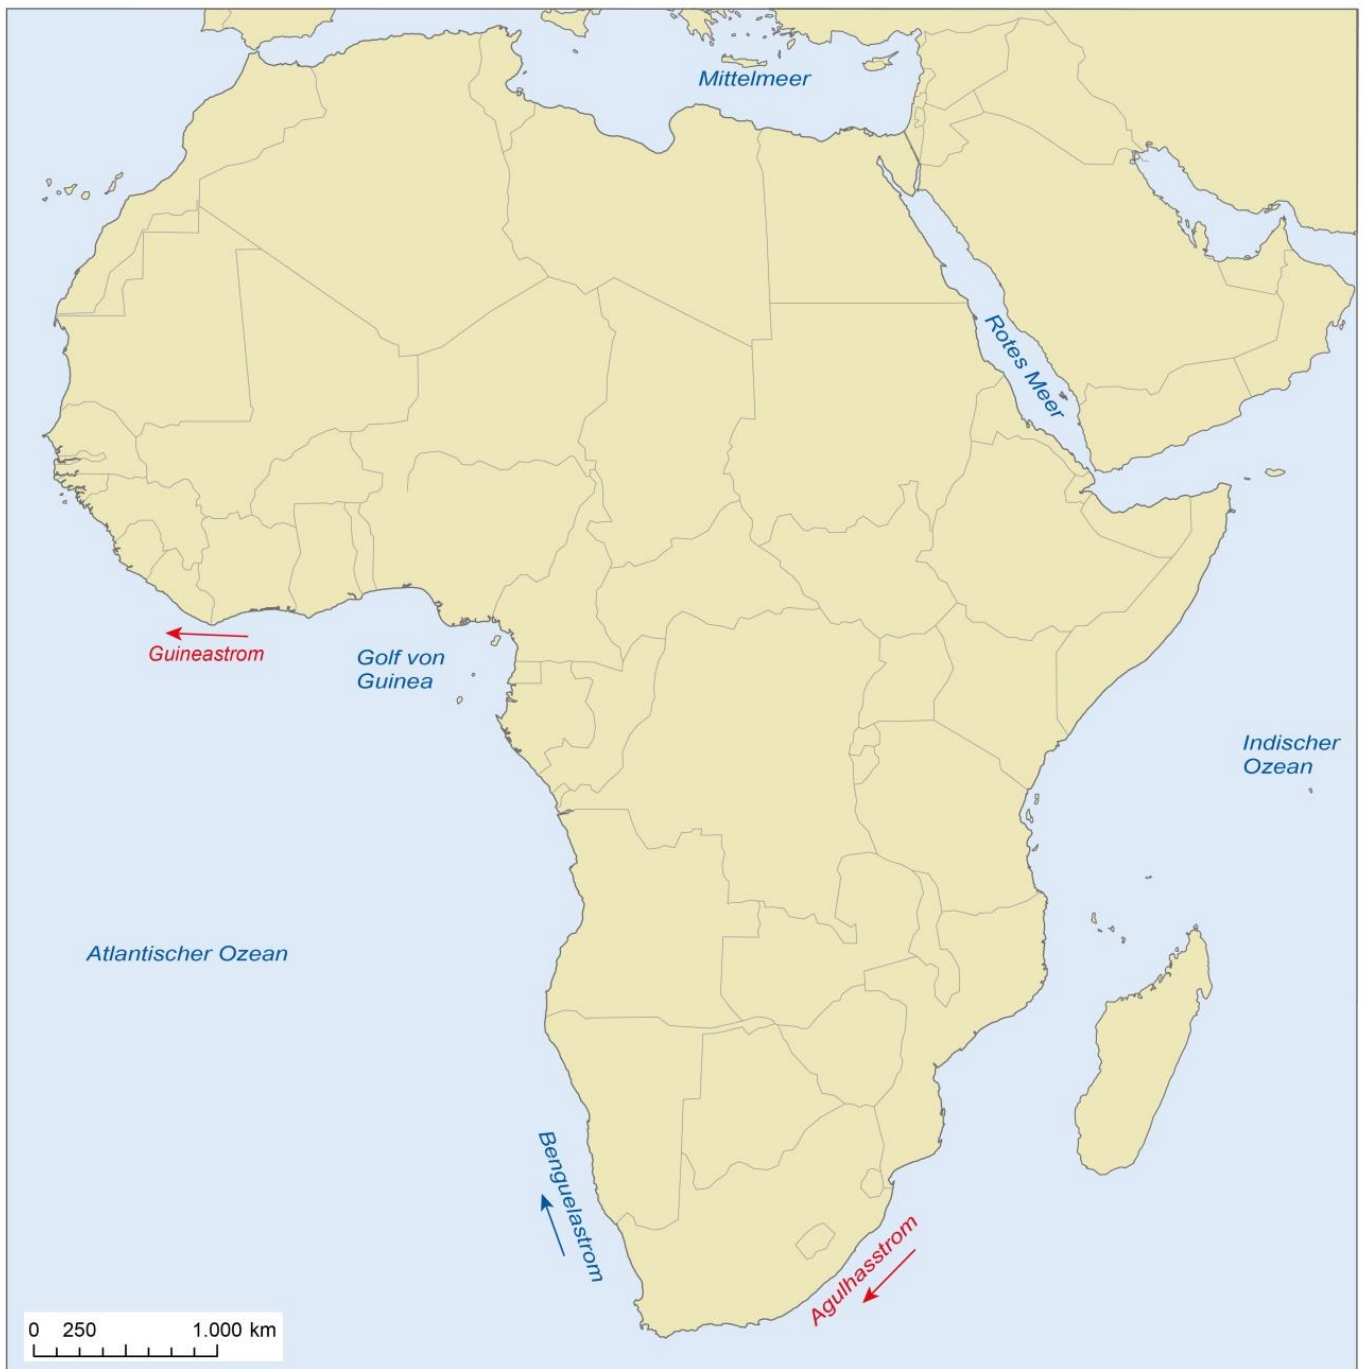 Mittelmeer
Rotes Meer
Guineastrom
Golf von
Guinea
Indischer
Ozean
Atlantischer Ozean
Benguelastrom
Agulhasstrom
0 250 1.000 km